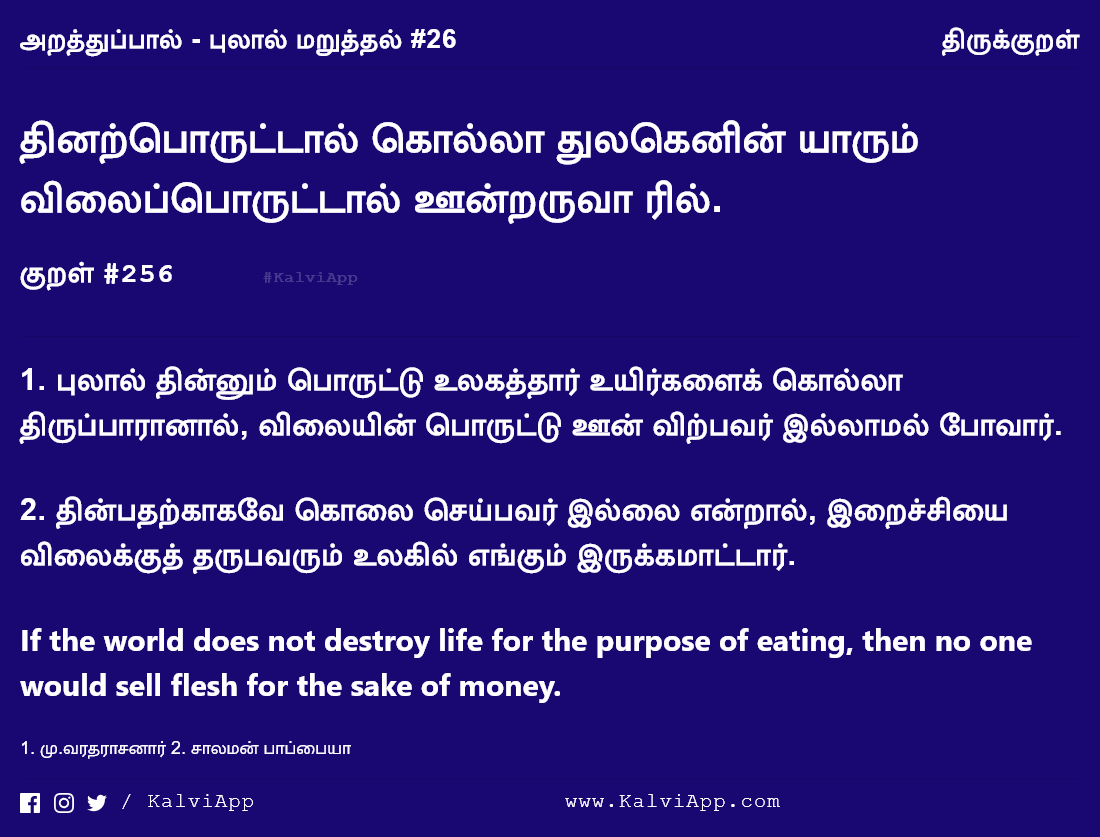 அறத்துப்பால் - புலால் மறுத்தல் #26
திருக்குறள்
தினற்பொருட்டால் கொல்லா துலகெனின் யாரும்
விலைப்பொருட்டால் ஊன்றருவா ரில்.
குறள் #256
#KalviApp
1. புலால் தின்னும் பொருட்டு உலகத்தார் உயிர்களைக் கொல்லா
திருப்பாரானால், விலையின் பொருட்டு ஊன் விற்பவர் இல்லாமல் போவார்.
2. தின்பதற்காகவே கொலை செய்பவர் இல்லை என்றால், இறைச்சியை
விலைக்குத் தருபவரும் உலகில் எங்கும் இருக்கமாட்டார்.
If the world does not destroy life for the purpose of eating, then no one
would sell flesh for the sake of money.
1. மு.வரதராசனார் 2. சாலமன் பாப்பையா
/ KalviApp
www.KalviApp.com